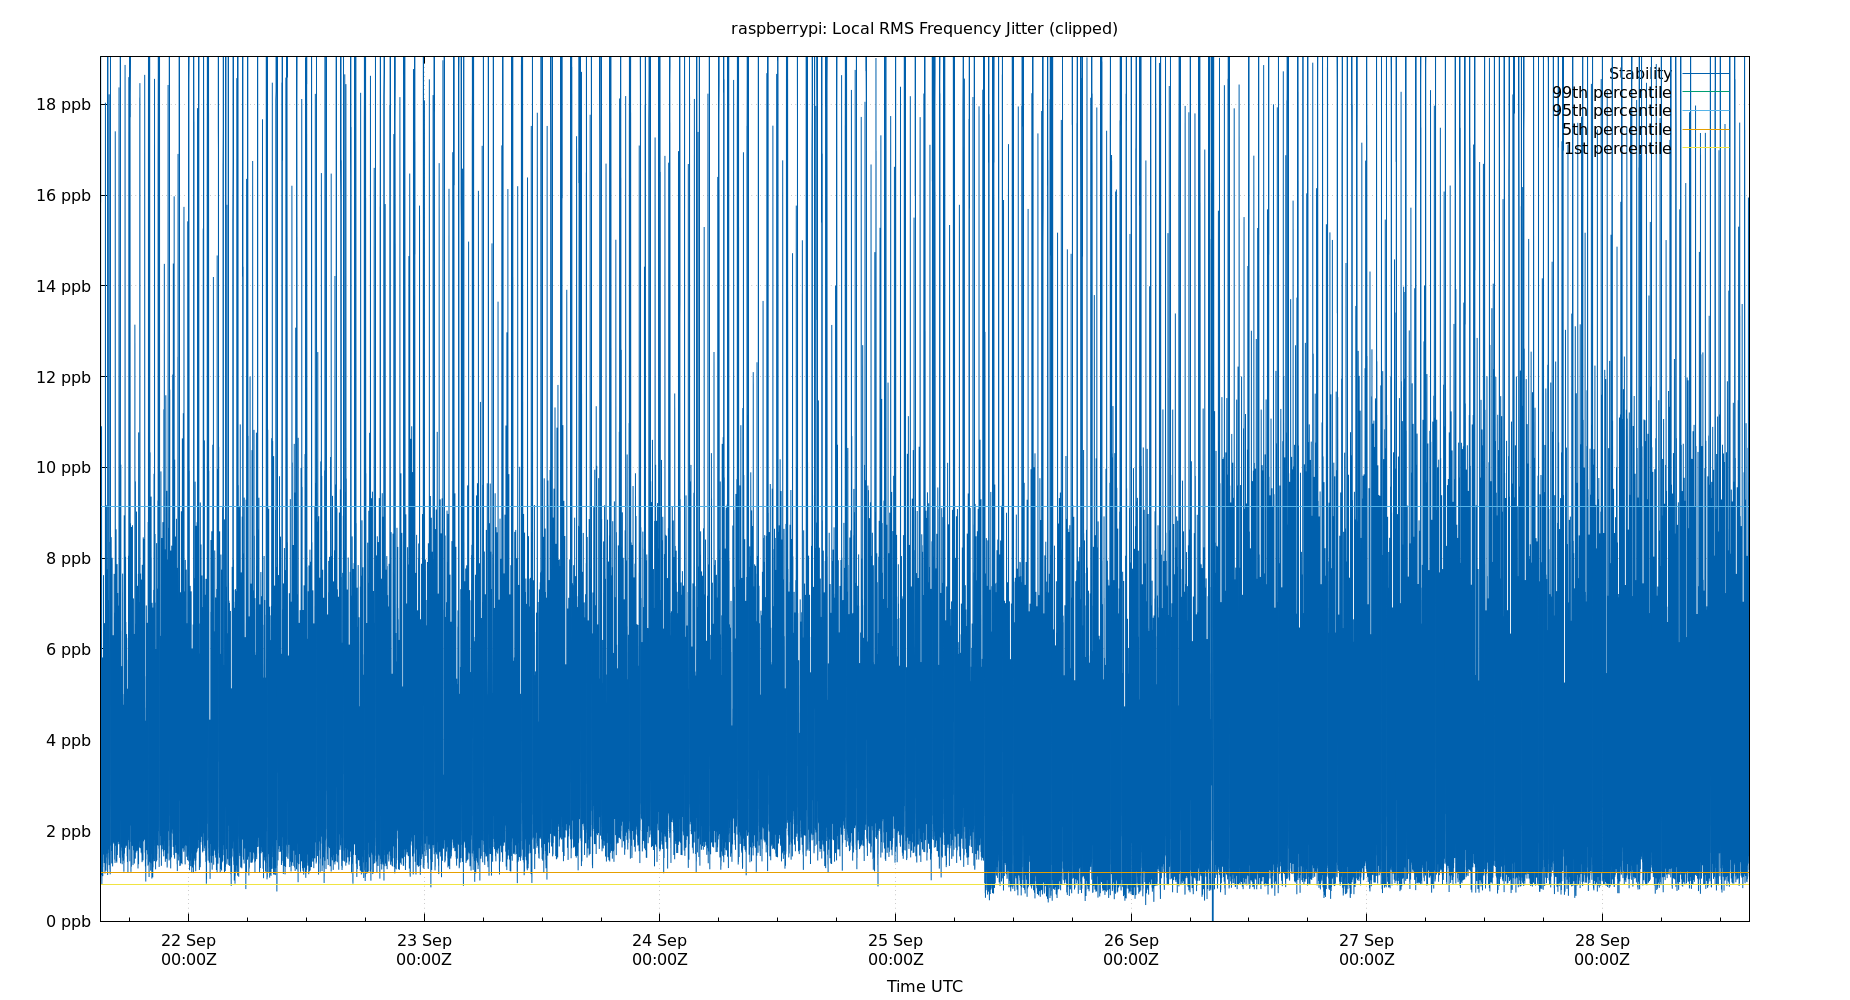 raspberrypi: Local RMS Frequency Jitter (clipped)
Stability
99th percentile
95th percentile
5th percentile
1st percentile
18 ppb
16 ppb
14 ppb
12 ppb
10 ppb
8 ppb
6 ppb
4 ppb
2 ppb
0 ppb
22 Sep 23 Sep 24 Sep 25 Sep 26 Sep 27 Sep 28 Sep
00:00Z 00:00Z 00:00Z 00:00Z 00:00Z 00:00Z 00:00Z
Time UTC